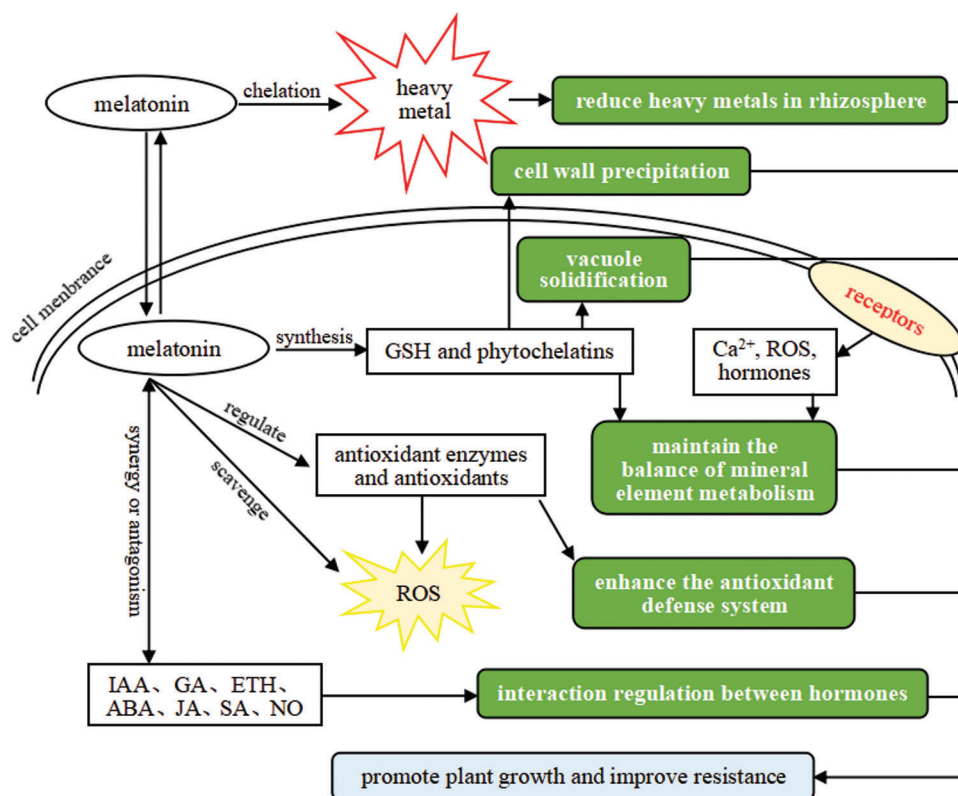 melatonin
chelation
heavy
metal
reduce heavy metals in rhizosphere
cell wall precipitation
vacuole
solidification
cell menbrance
receptors
melatonin
synthesis
GSH and phytochelatins
Ca²⁺, ROS,
hormones
regulate
scavenge
synergy or antagonism
antioxidant enzymes
and antioxidants
maintain the
balance of mineral
element metabolism
ROS
enhance the antioxidant
defense system
IAA、GA、ETH、
ABA、JA、SA、NO
interaction regulation between hormones
promote plant growth and improve resistance